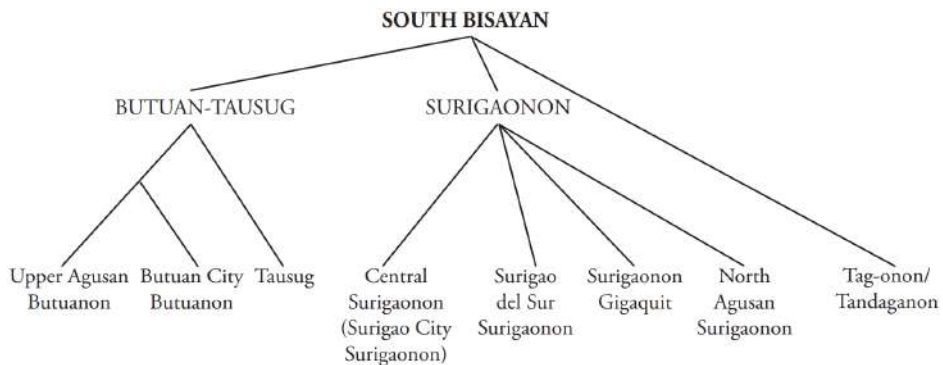 SOUTH BISAYAN
BUTUAN-TAUSUG
SURIGAONON
Upper Agusan
Butuanon
Butuan City
Butuanon
Tausug
Central
Surigaonon
(Surigao City
Surigaonon)
Surigao
del Sur
Surigaonon
Surigaonon
Gigaquit
North
Agusan
Surigaonon
Tag-onon/
Tandaganon